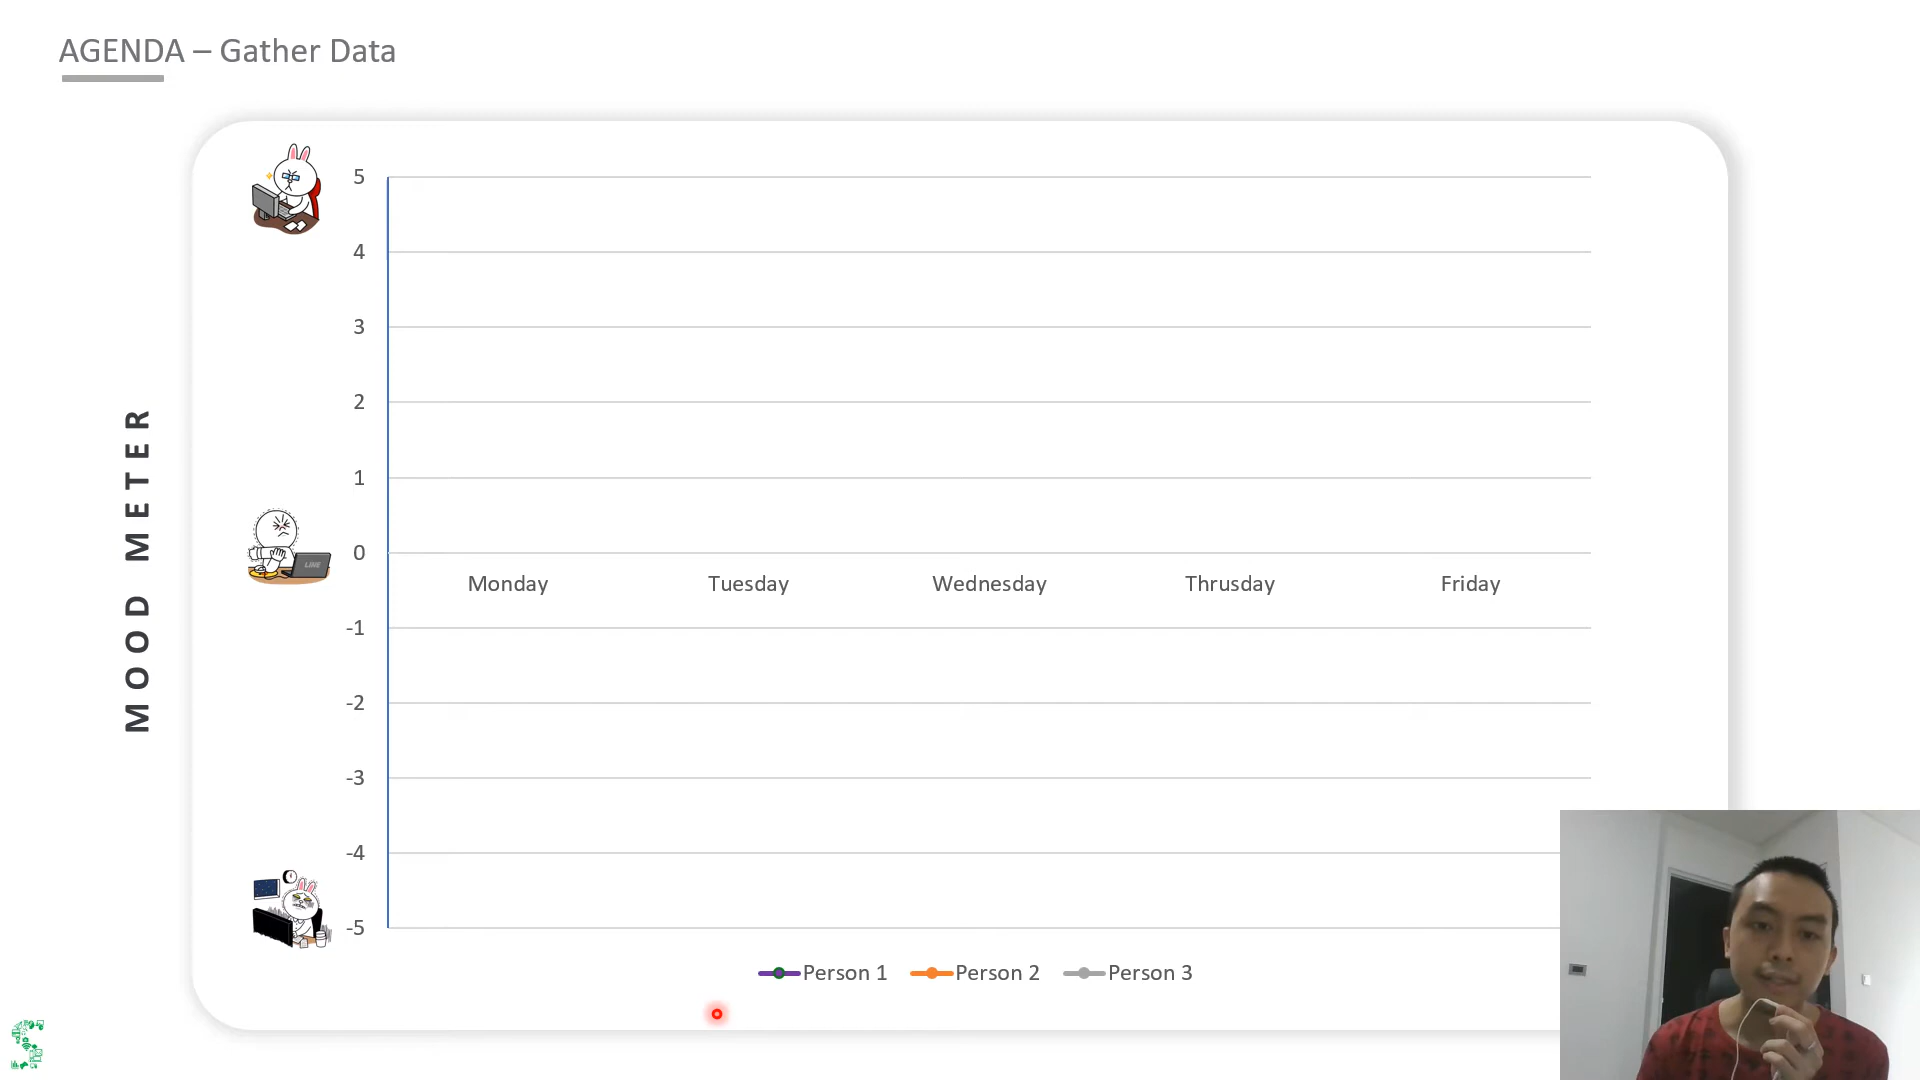 AGENDA – Gather Data
MOOD METER
5
4
3
2
1
0
LINE
Monday Tuesday Wednesday Thrusday Friday
-1
-2
-3
-4
-5
Person 1 Person 2 Person 3